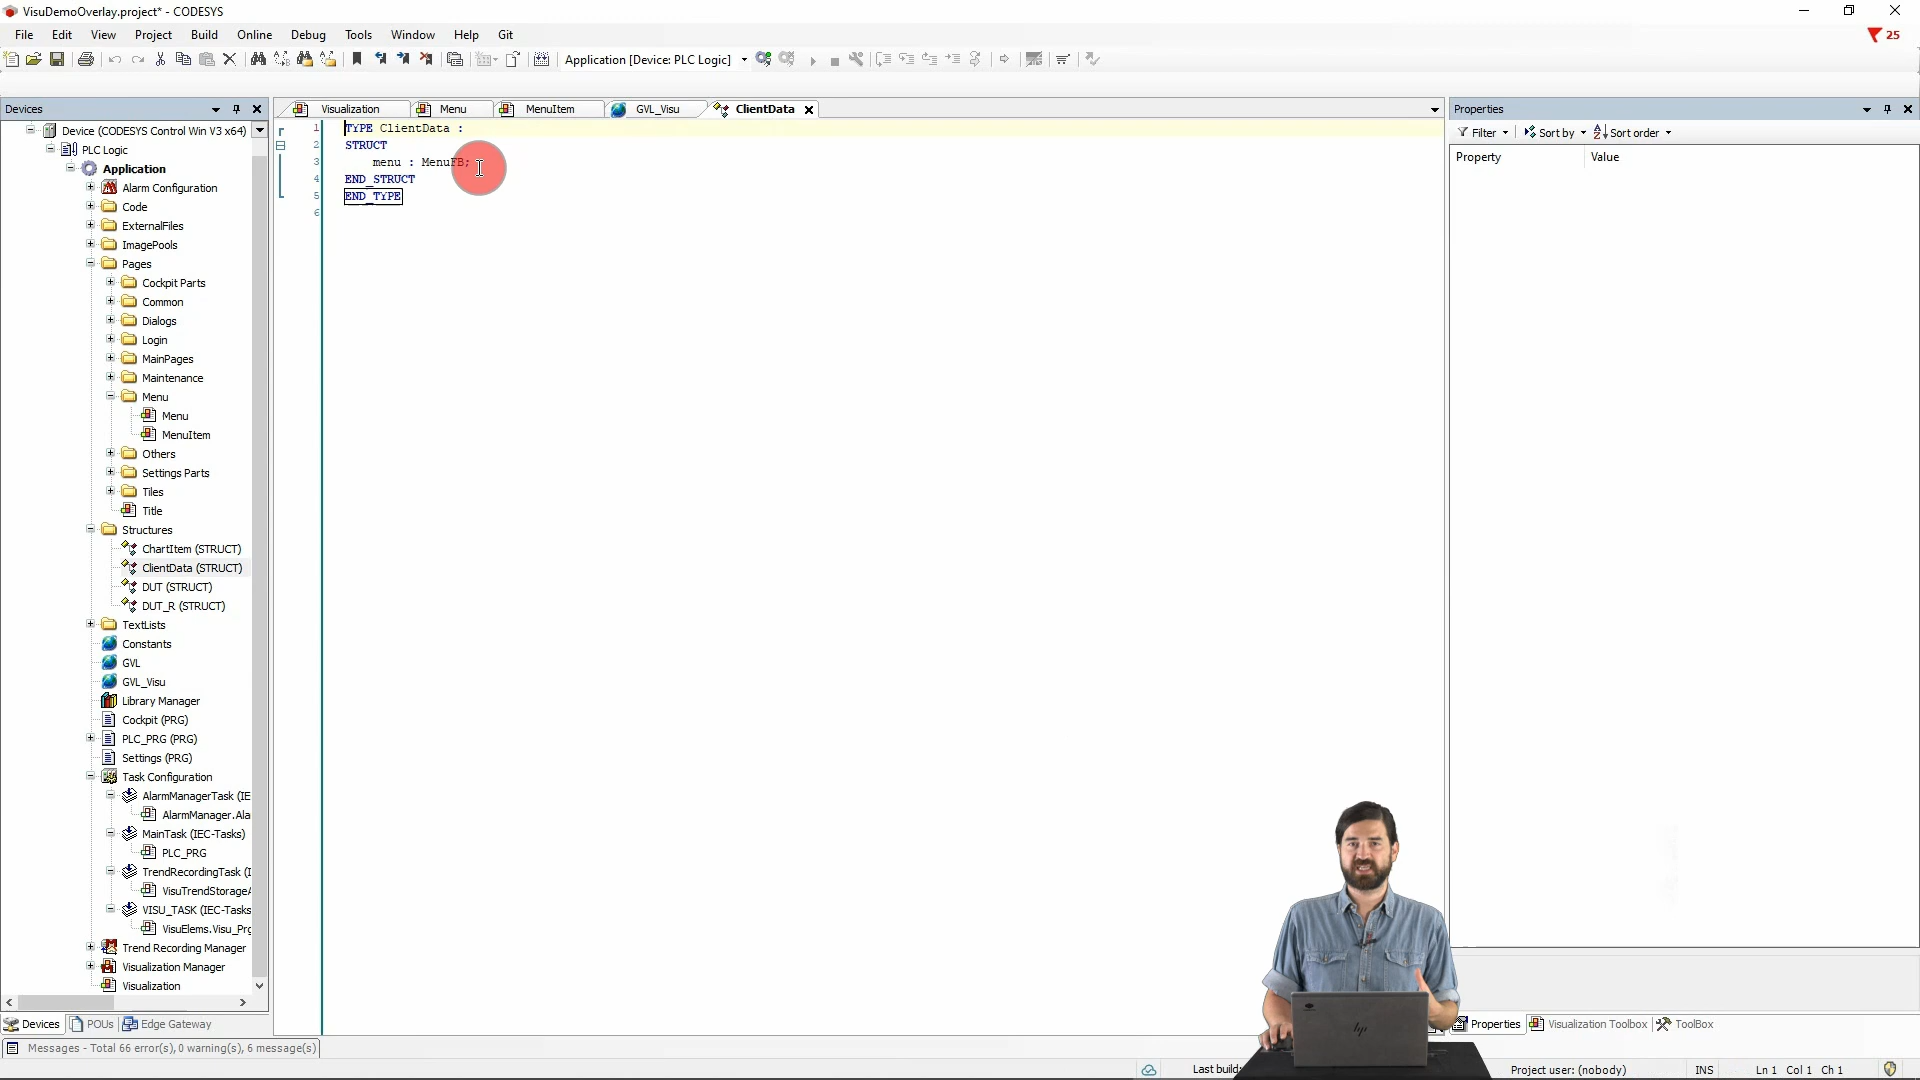 VisuDemoOverlay.project* - CODESYS
File Edit View Project Build Online Debug Tools Window Help Git
25
Application [Device: PLC Logic]
Devices
Device (CODESYS Control Win V3 x64)
PLC Logic
Application
Alarm Configuration
Code
ExternalFiles
ImagePools
Pages
Cockpit Parts
Common
Dialogs
Login
MainPages
Maintenance
Menu
Menu
MenuItem
Others
Settings Parts
Tiles
Title
Structures
ChartItem (STRUCT)
ClientData (STRUCT)
DUT (STRUCT)
DUT_R (STRUCT)
TextLists
Constants
GVL
GVL_Visu
Library Manager
Cockpit (PRG)
PLC_PRG (PRG)
Settings (PRG)
Task Configuration
AlarmManagerTask (IE
AlarmManager.Ala
MainTask (IEC-Tasks)
PLC_PRG
TrendRecordingTask (I
VisuTrendStorageA
VISU_TASK (IEC-Tasks
VisuElems.Visu_Prg
Trend Recording Manager
Visualization Manager
Visualization
Devices POUs Edge Gateway
Visualization Menu MenuItem GVL_Visu ClientData
1 TYPE ClientData :
2 STRUCT
3 menu : MenuFB;
4 END_STRUCT
5 END_TYPE
6
Properties
Filter Sort by Sort order
Property Value
hp
Properties Visualization Toolbox ToolBox
Messages - Total 66 error(s), 0 warning(s), 6 message(s)
Last build: Project user: (nobody) INS Ln 1 Col 1 Ch 1